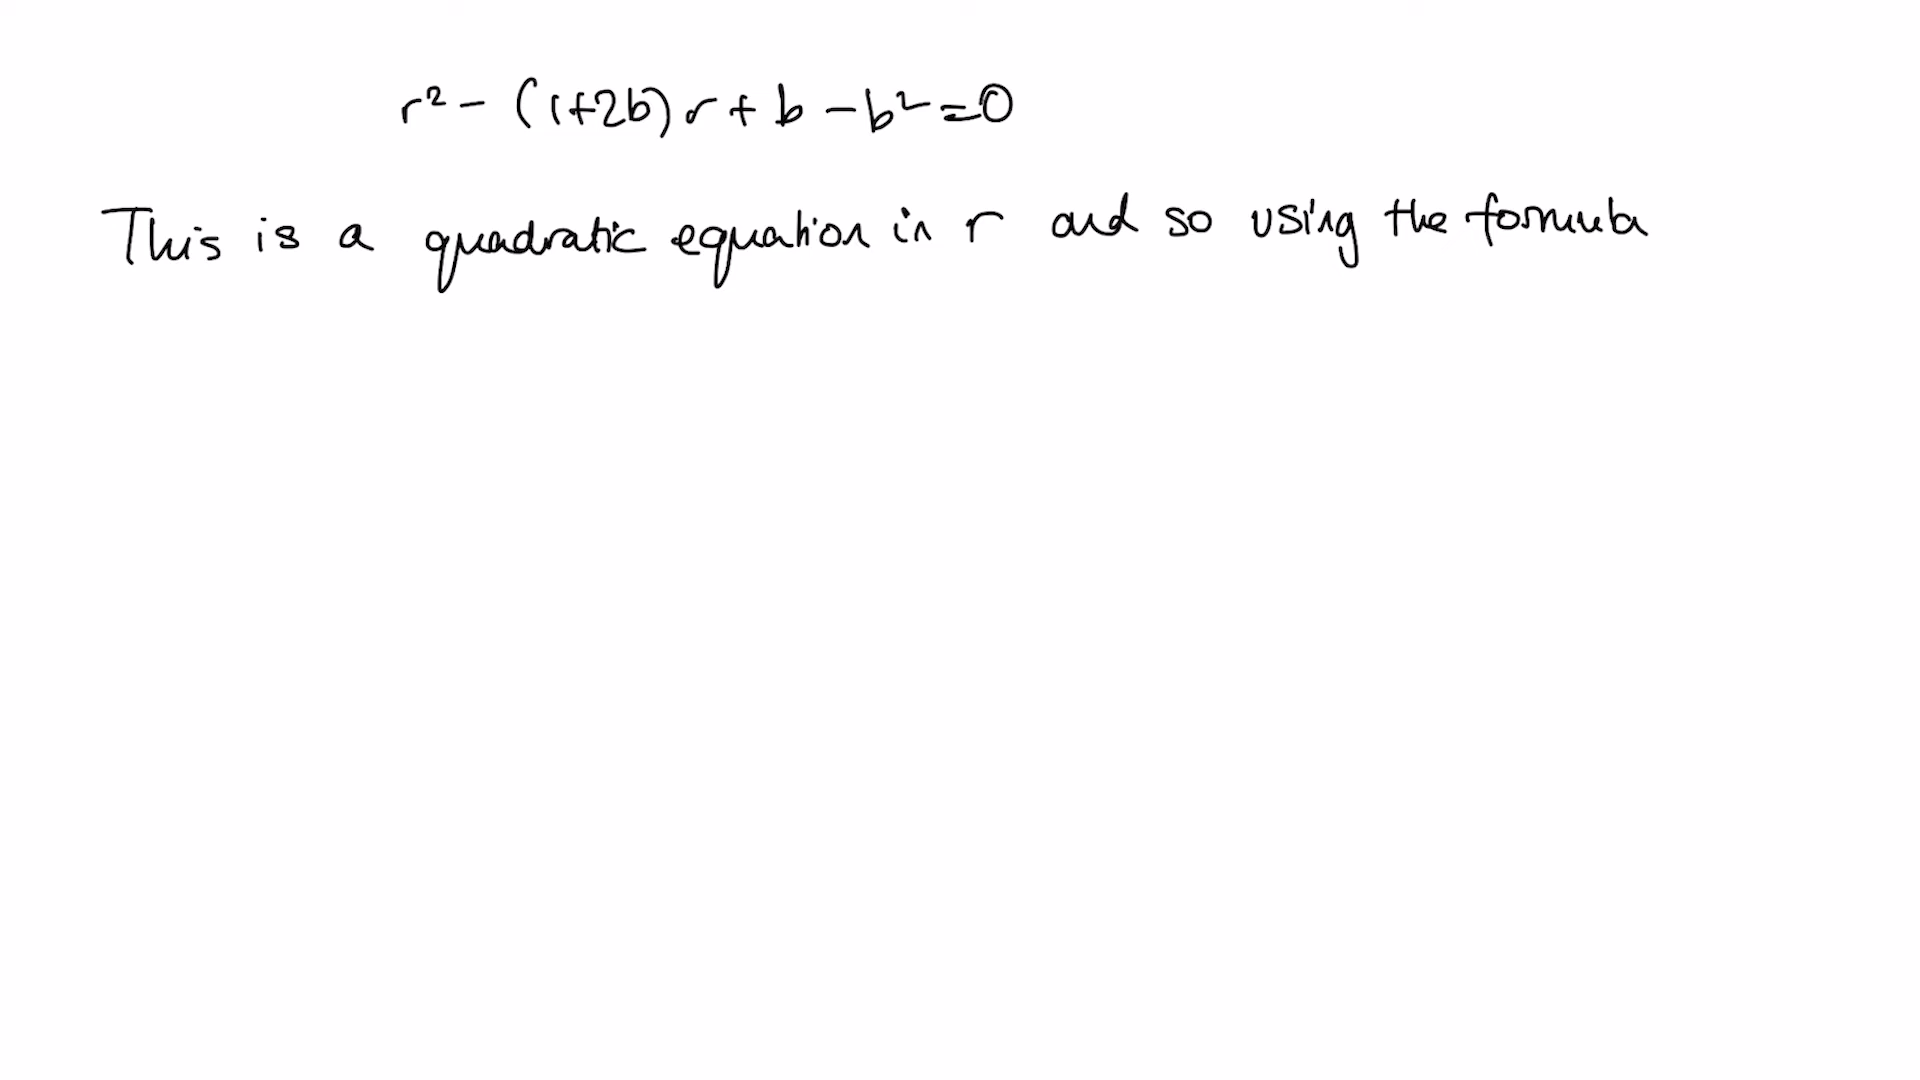 r² - (1+2b)r + b - b² = 0
This is a quadratic equation in r and so using the formula